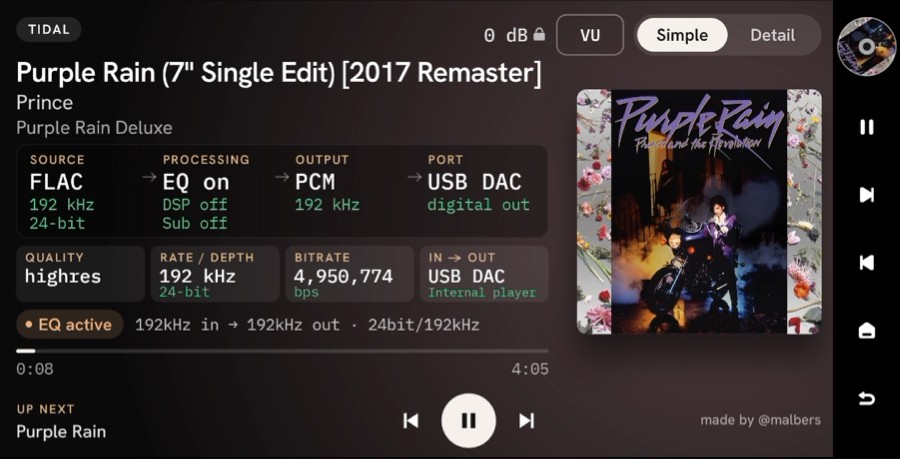 TIDAL
0 dB
VU
Simple
Detail
Purple Rain (7" Single Edit) [2017 Remaster]
Prince
Purple Rain Deluxe
SOURCE
FLAC
192 kHz
24-bit
→
PROCESSING
EQ on
DSP off
Sub off
→
OUTPUT
PCM
192 kHz
→
PORT
USB DAC
digital out
QUALITY
highres
RATE / DEPTH
192 kHz
24-bit
BITRATE
4,950,774
bps
IN → OUT
USB DAC
Internal player
• EQ active
192kHz in → 192kHz out · 24bit/192kHz
0:08
4:05
UP NEXT
Purple Rain
Purple Rain
Prince and the Revolution
made by @malbers